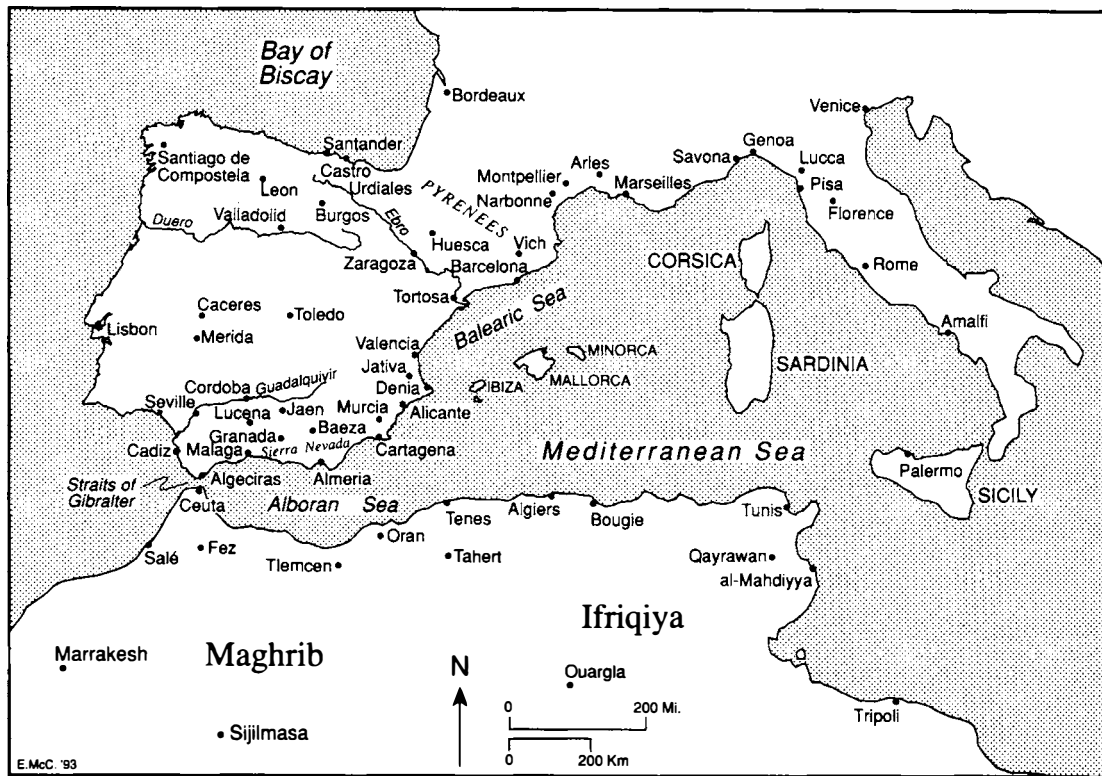 Bay of
Biscay
Bordeaux
Venice
Santander
Genoa
Savona
Santiago de
Compostela
Castro
Urdiales
Leon
PYRENEES
Montpellier
Arles
Narbonne
Marseilles
Lucca
Pisa
Florence
Duero
Valladolid
Burgos
Ebro
Huesca
Vich
Zaragoza
Barcelona
CORSICA
Rome
Tortosa
Caceres
Toledo
Balearic Sea
Lisbon
Merida
Amalfi
Valencia
MINORCA
Jativa
MALLORCA
SARDINIA
Cordoba
Guadalquivir
Denia
IBIZA
Seville
Lucena
Jaen
Murcia
Alicante
Granada
Baeza
Cadiz
Malaga
Sierra Nevada
Cartagena
Mediterranean Sea
Palermo
Straits of
Gibralter
Algeciras
Almeria
SICILY
Ceuta
Alboran Sea
Tenes
Algiers
Bougie
Tunis
Salé
Fez
Oran
Tlemcen
Tahert
Qayrawan
al-Mahdiyya
Marrakesh
Maghrib
Ifriqiya
N
Ouargla
0
200 Mi.
Tripoli
Sijilmasa
0
200 Km
E.McC. '93